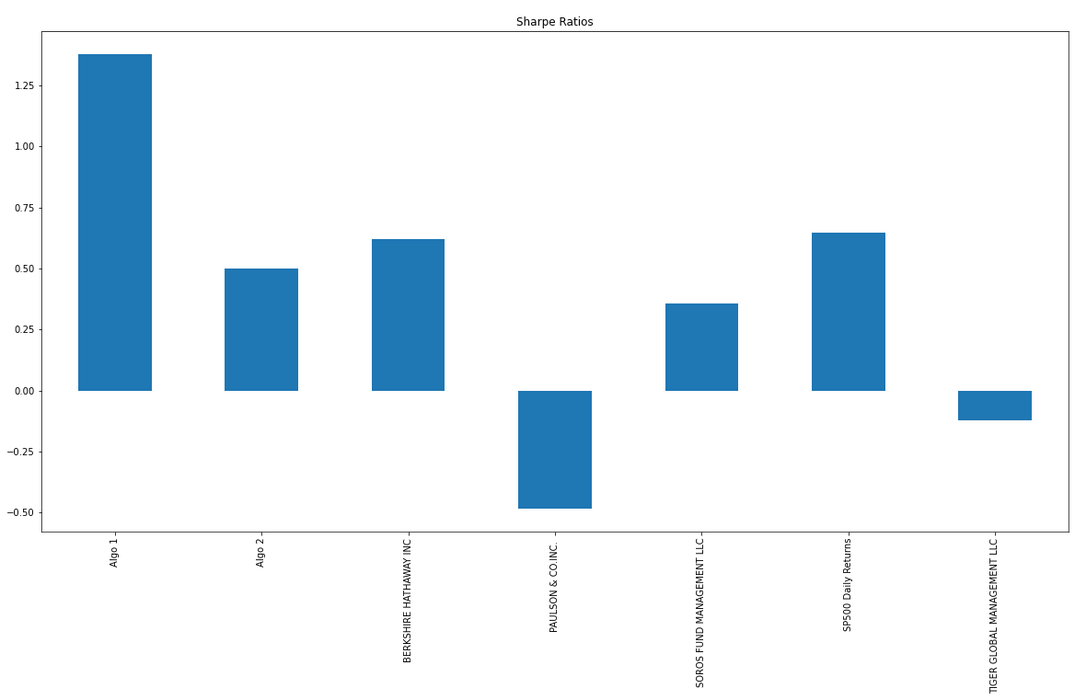 Sharpe Ratios
1.25
1.00
0.75
0.50
0.25
0.00
−0.25
−0.50
Algo 1
Algo 2
BERKSHIRE HATHAWAY INC
PAULSON & CO.INC.
SOROS FUND MANAGEMENT LLC
SP500 Daily Returns
TIGER GLOBAL MANAGEMENT LLC